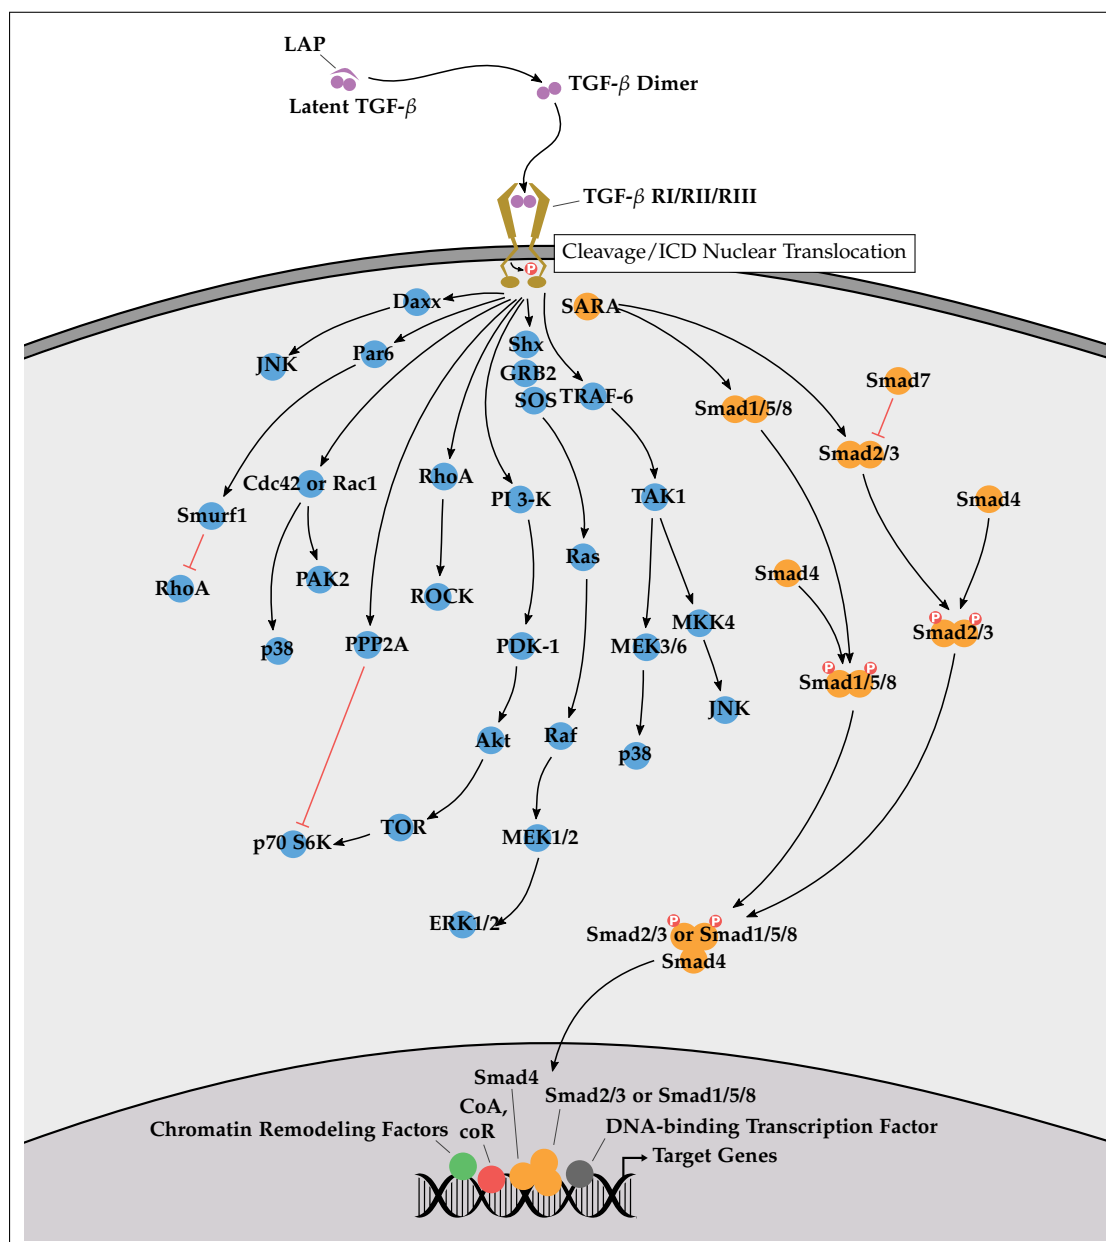 LAP
Latent TGF-β
TGF-β Dimer
TGF-β RI/RII/RIII
Cleavage/ICD Nuclear Translocation
P
Daxx
SARA
JNK
Par6
Shx
GRB2
SOS
TRAF-6
Smad7
Smad1/5/8
Smad2/3
Cdc42 or Rac1
RhoA
PI 3-K
TAK1
Smad4
Smurf1
RhoA
PAK2
ROCK
Ras
Smad4
p38
PPP2A
PDK-1
MEK3/6
MKK4
P
P
Smad2/3
P
P
Smad1/5/8
JNK
Akt
Raf
p38
p70 S6K
TOR
MEK1/2
ERK1/2
P
P
Smad2/3 or Smad1/5/8
Smad4
Smad4
Smad2/3 or Smad1/5/8
CoA,
coR
Chromatin Remodeling Factors
DNA-binding Transcription Factor
Target Genes